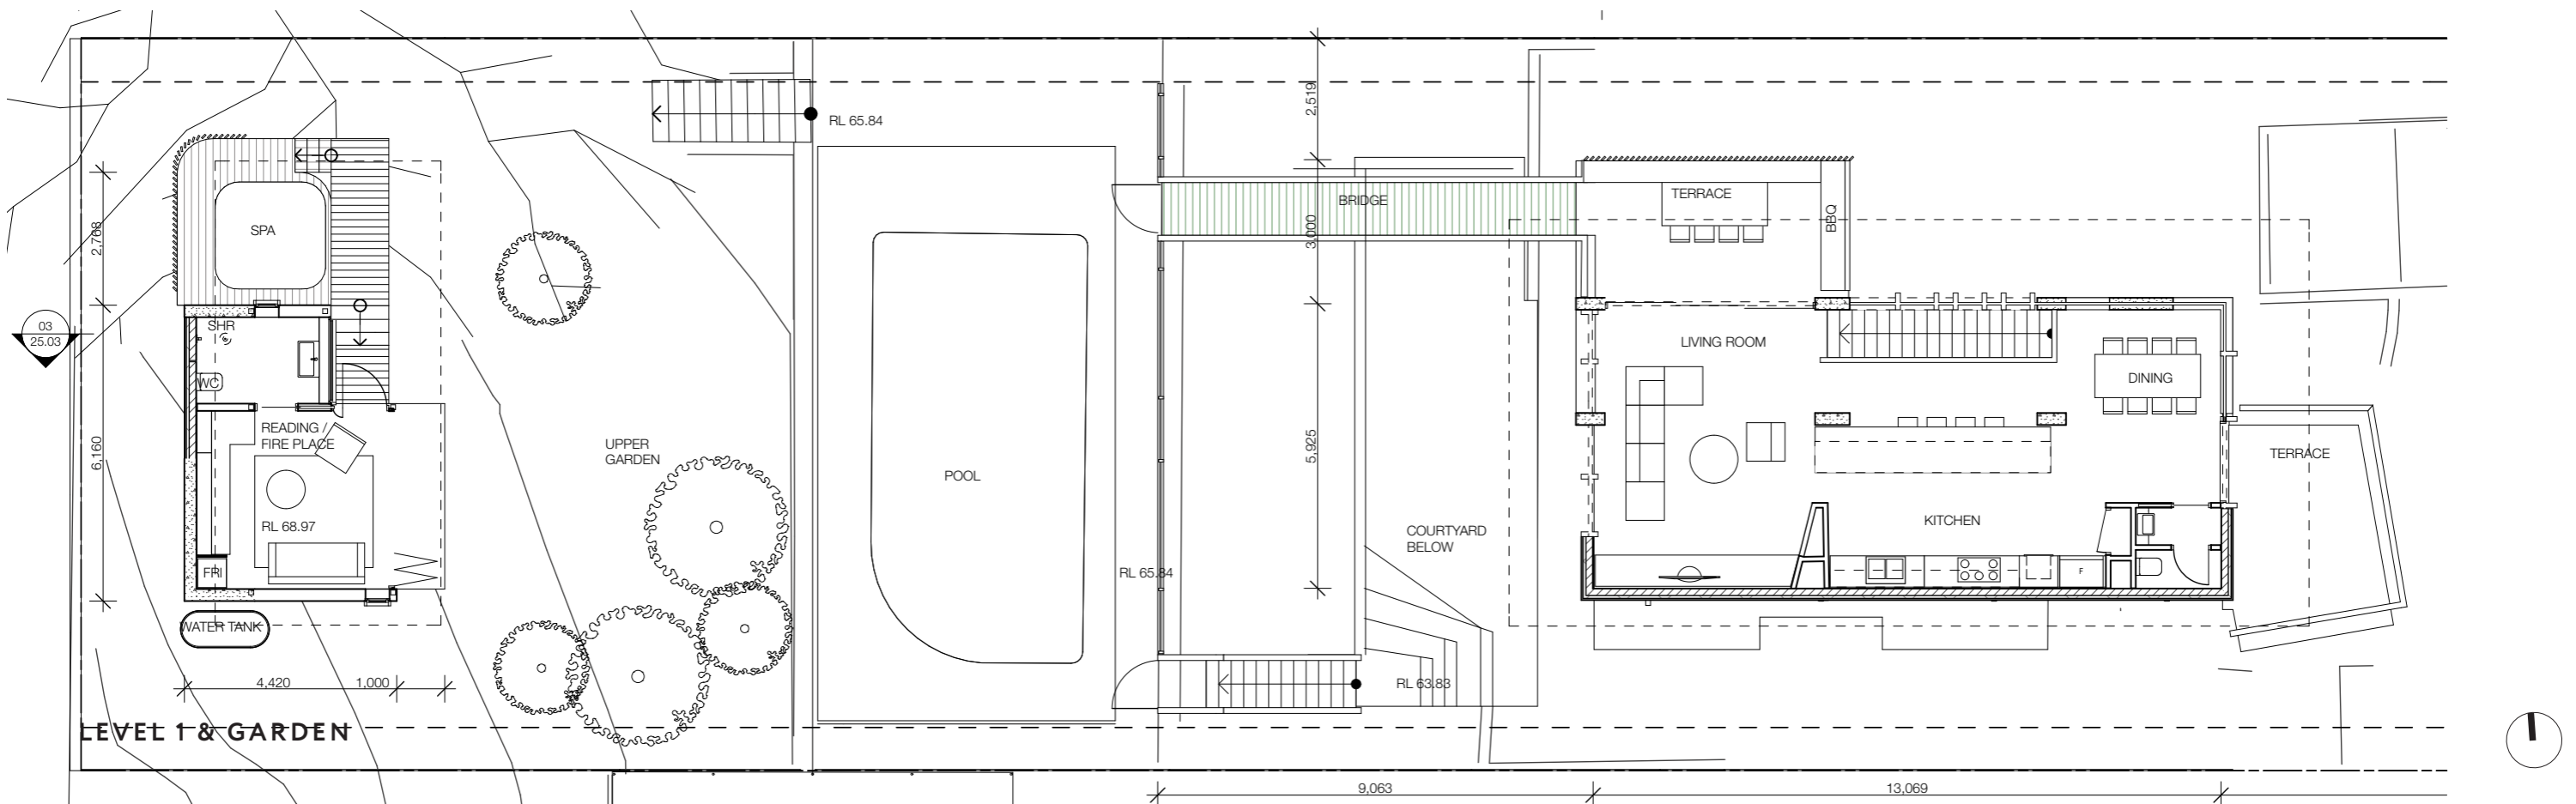 2,519
RL 65.84
BRIDGE
TERRACE
BBQ
3,000
SPA
2,768
03
25.03
SHR
WC
LIVING ROOM
DINING
READING /
FIRE PLACE
6,160
UPPER
GARDEN
5,925
POOL
TERRACE
RL 68.97
KITCHEN
COURTYARD
BELOW
FRI
F
RL 65.84
WATER TANK
4,420
1,000
RL 63.83
LEVEL 1 & GARDEN
9,063
13,069